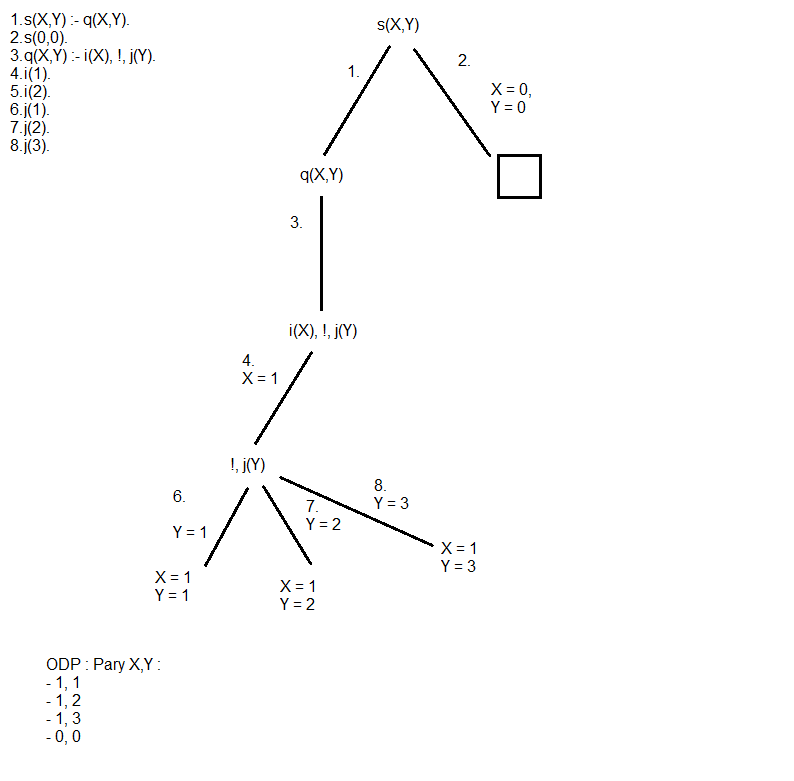 1.s(X,Y) :- q(X,Y).
2.s(0,0).
3.q(X,Y) :- i(X), !, j(Y).
4.i(1).
5.i(2).
6.j(1).
7.j(2).
8.j(3).
s(X,Y)
1.
2.
X = 0,
Y = 0
q(X,Y)
3.
i(X), !, j(Y)
4.
X = 1
!, j(Y)
6.
Y = 1
7.
Y = 2
8.
Y = 3
X = 1
Y = 1
X = 1
Y = 2
X = 1
Y = 3
ODP : Pary X,Y :
- 1, 1
- 1, 2
- 1, 3
- 0, 0